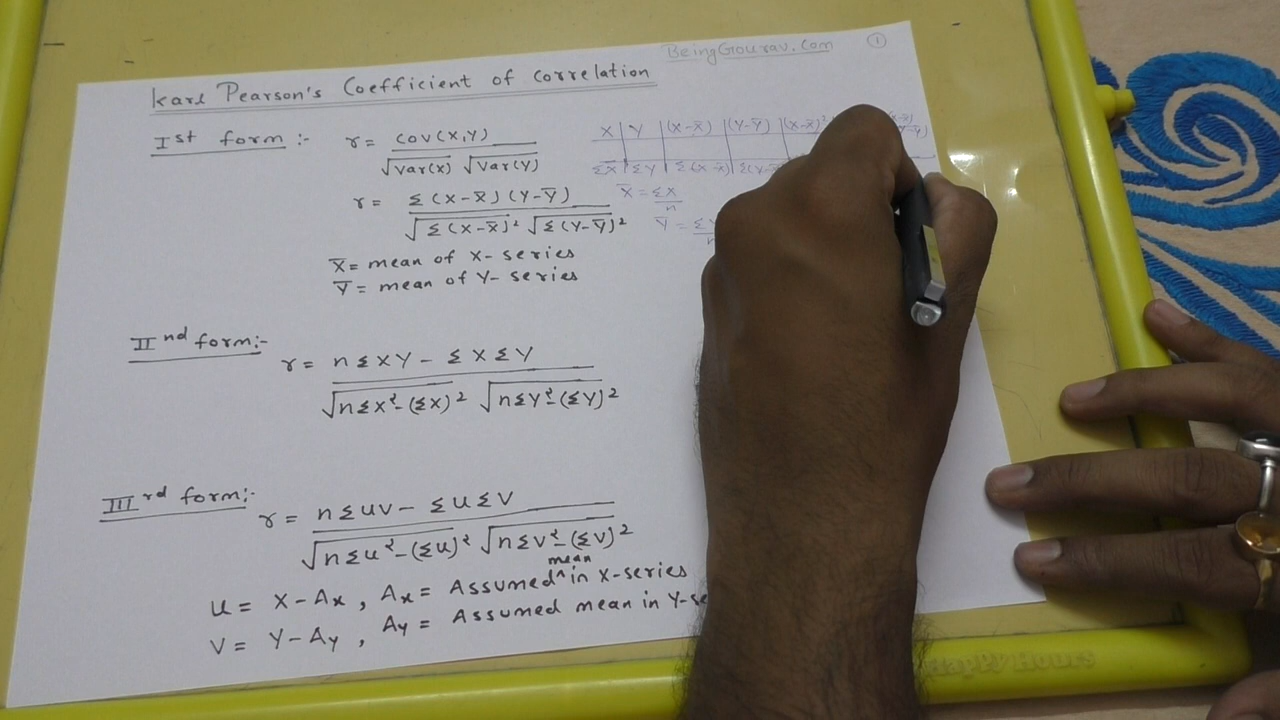 BeingGourav.com ①
Karl Pearson's Coefficient of correlation
Ist form :- r = COV(X,Y)
√Var(X) √Var(Y)
r = Σ(X-X̅)(Y-Y̅)
√Σ(X-X̅)² √Σ(Y-Y̅)²
X̅ = mean of X-series
Y̅ = mean of Y-series
X Y (X-X̅) (Y-Y̅) (X-X̅)²
ΣX ΣY Σ(X-X̅)
X̅ = ΣX
n
Y̅ =
IInd form:-
r = nΣXY - ΣXΣY
√nΣX²-(ΣX)² √nΣY²-(ΣY)²
IIIrd form:-
r = nΣUV - ΣUΣV
√nΣU²-(ΣU)² √nΣV²-(ΣV)²
U = X-Ax , Ax = Assumed ^mean in X-series
V = Y-Ay , Ay = Assumed mean in
Happy Hours